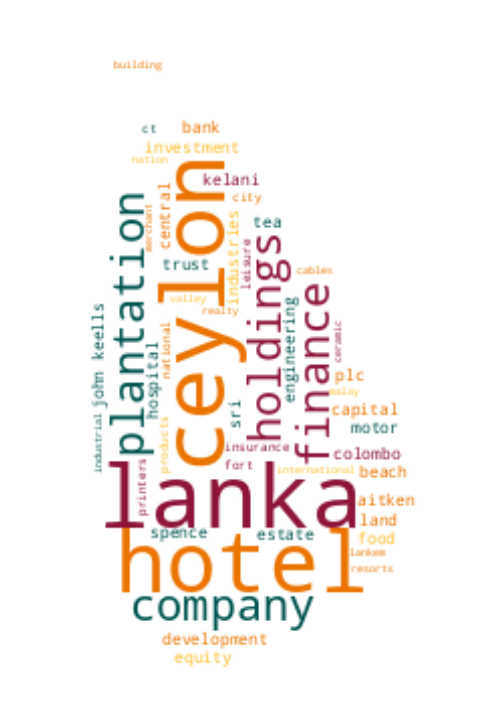 building
ct
bank
investment
nation
kelani
city
central
merchant
ceylon
plantation
tea
industries
leisure
holdings
trust
cables
valley
realty
finance
engineering
ceramic
john keells
national
hospital
plc
malay
capital
sri
motor
industrial
products
insurance
colombo
fort
international
beach
printers
lanka
aitken
land
spence
estate
food
hotel
lankem
resorts
company
development
equity